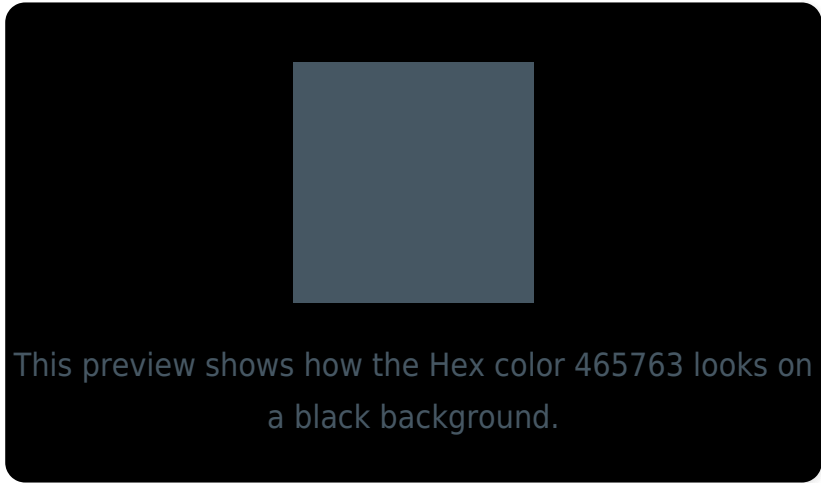 This preview shows how the Hex color 465763 looks on
a black background.